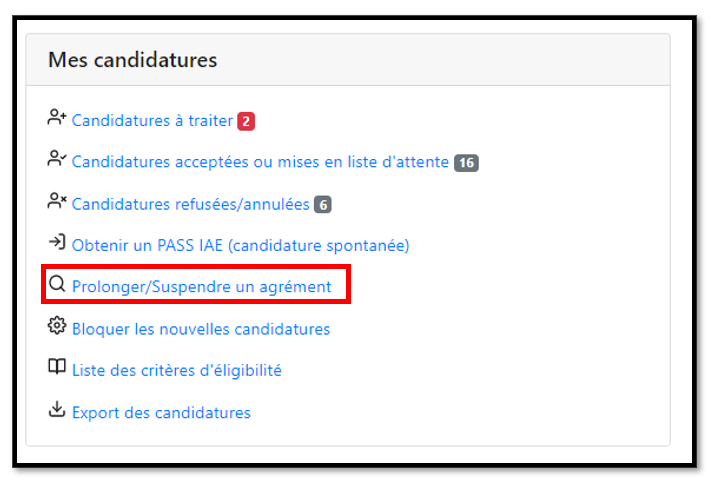 Mes candidatures
Candidatures à traiter 2
Candidatures acceptées ou mises en liste d'attente 16
Candidatures refusées/annulées 6
Obtenir un PASS IAE (candidature spontanée)
Prolonger/Suspendre un agrément
Bloquer les nouvelles candidatures
Liste des critères d'éligibilité
Export des candidatures